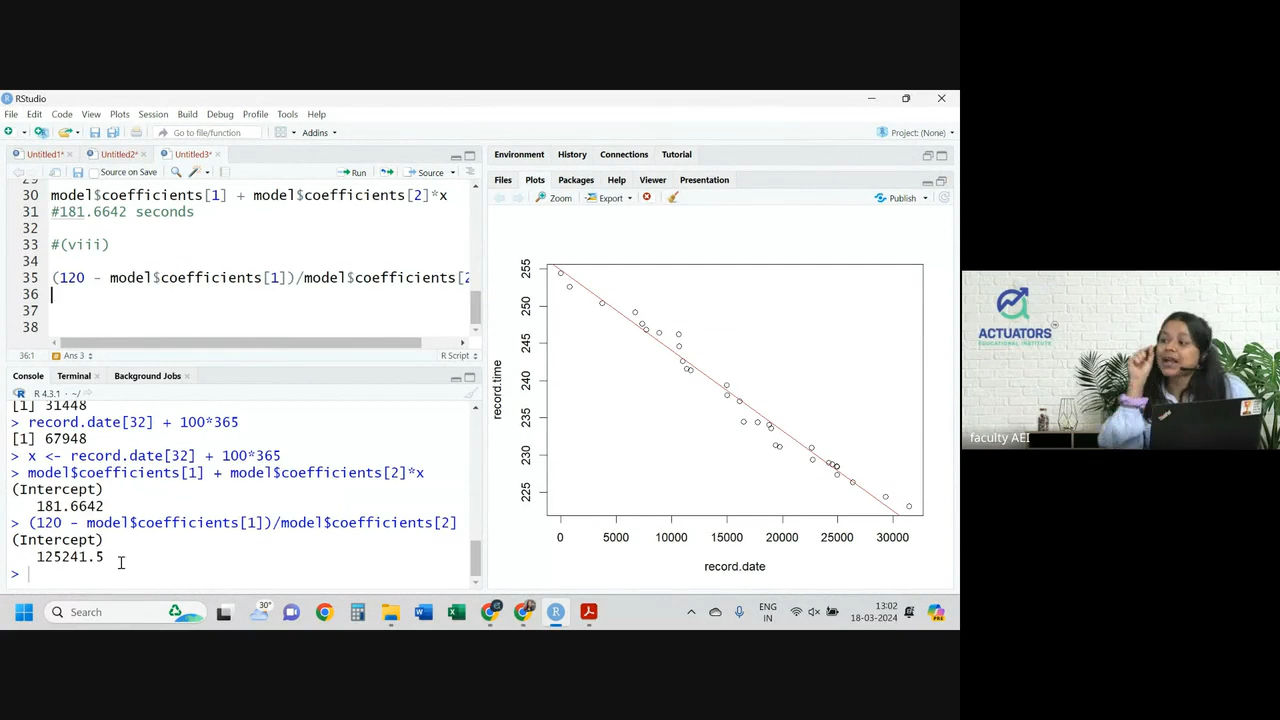 RStudio
File Edit Code View Plots Session Build Debug Profile Tools Help
Go to file/function Addins Project: (None)
Untitled1* Untitled2* Untitled3*
Source on Save Run Source
29
30 model$coefficients[1] + model$coefficients[2]*x
31 #181.6642 seconds
32
33 #(viii)
34
35 (120 - model$coefficients[1])/model$coefficients[2
36
37
38
36:1 Ans 3 R Script
Console Terminal Background Jobs
R 4.3.1 · ~/
[1] 31448
> record.date[32] + 100*365
[1] 67948
> x <- record.date[32] + 100*365
> model$coefficients[1] + model$coefficients[2]*x
(Intercept)
181.6642
> (120 - model$coefficients[1])/model$coefficients[2]
(Intercept)
125241.5
>
Environment History Connections Tutorial
Files Plots Packages Help Viewer Presentation
Zoom Export Publish
255
250
245
240
235
230
225
record.time
0 5000 10000 15000 20000 25000 30000
record.date
Search
30°
ENG
IN
13:02
18-03-2024
PRE
ACTUATORS
EDUCATIONAL INSTITUTE
ThinkPad
faculty AEI